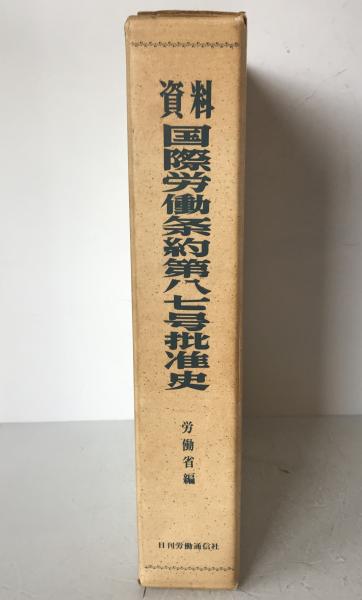 資料
国際労働条約第八七号批准史
労働省編
日刊労働通信社